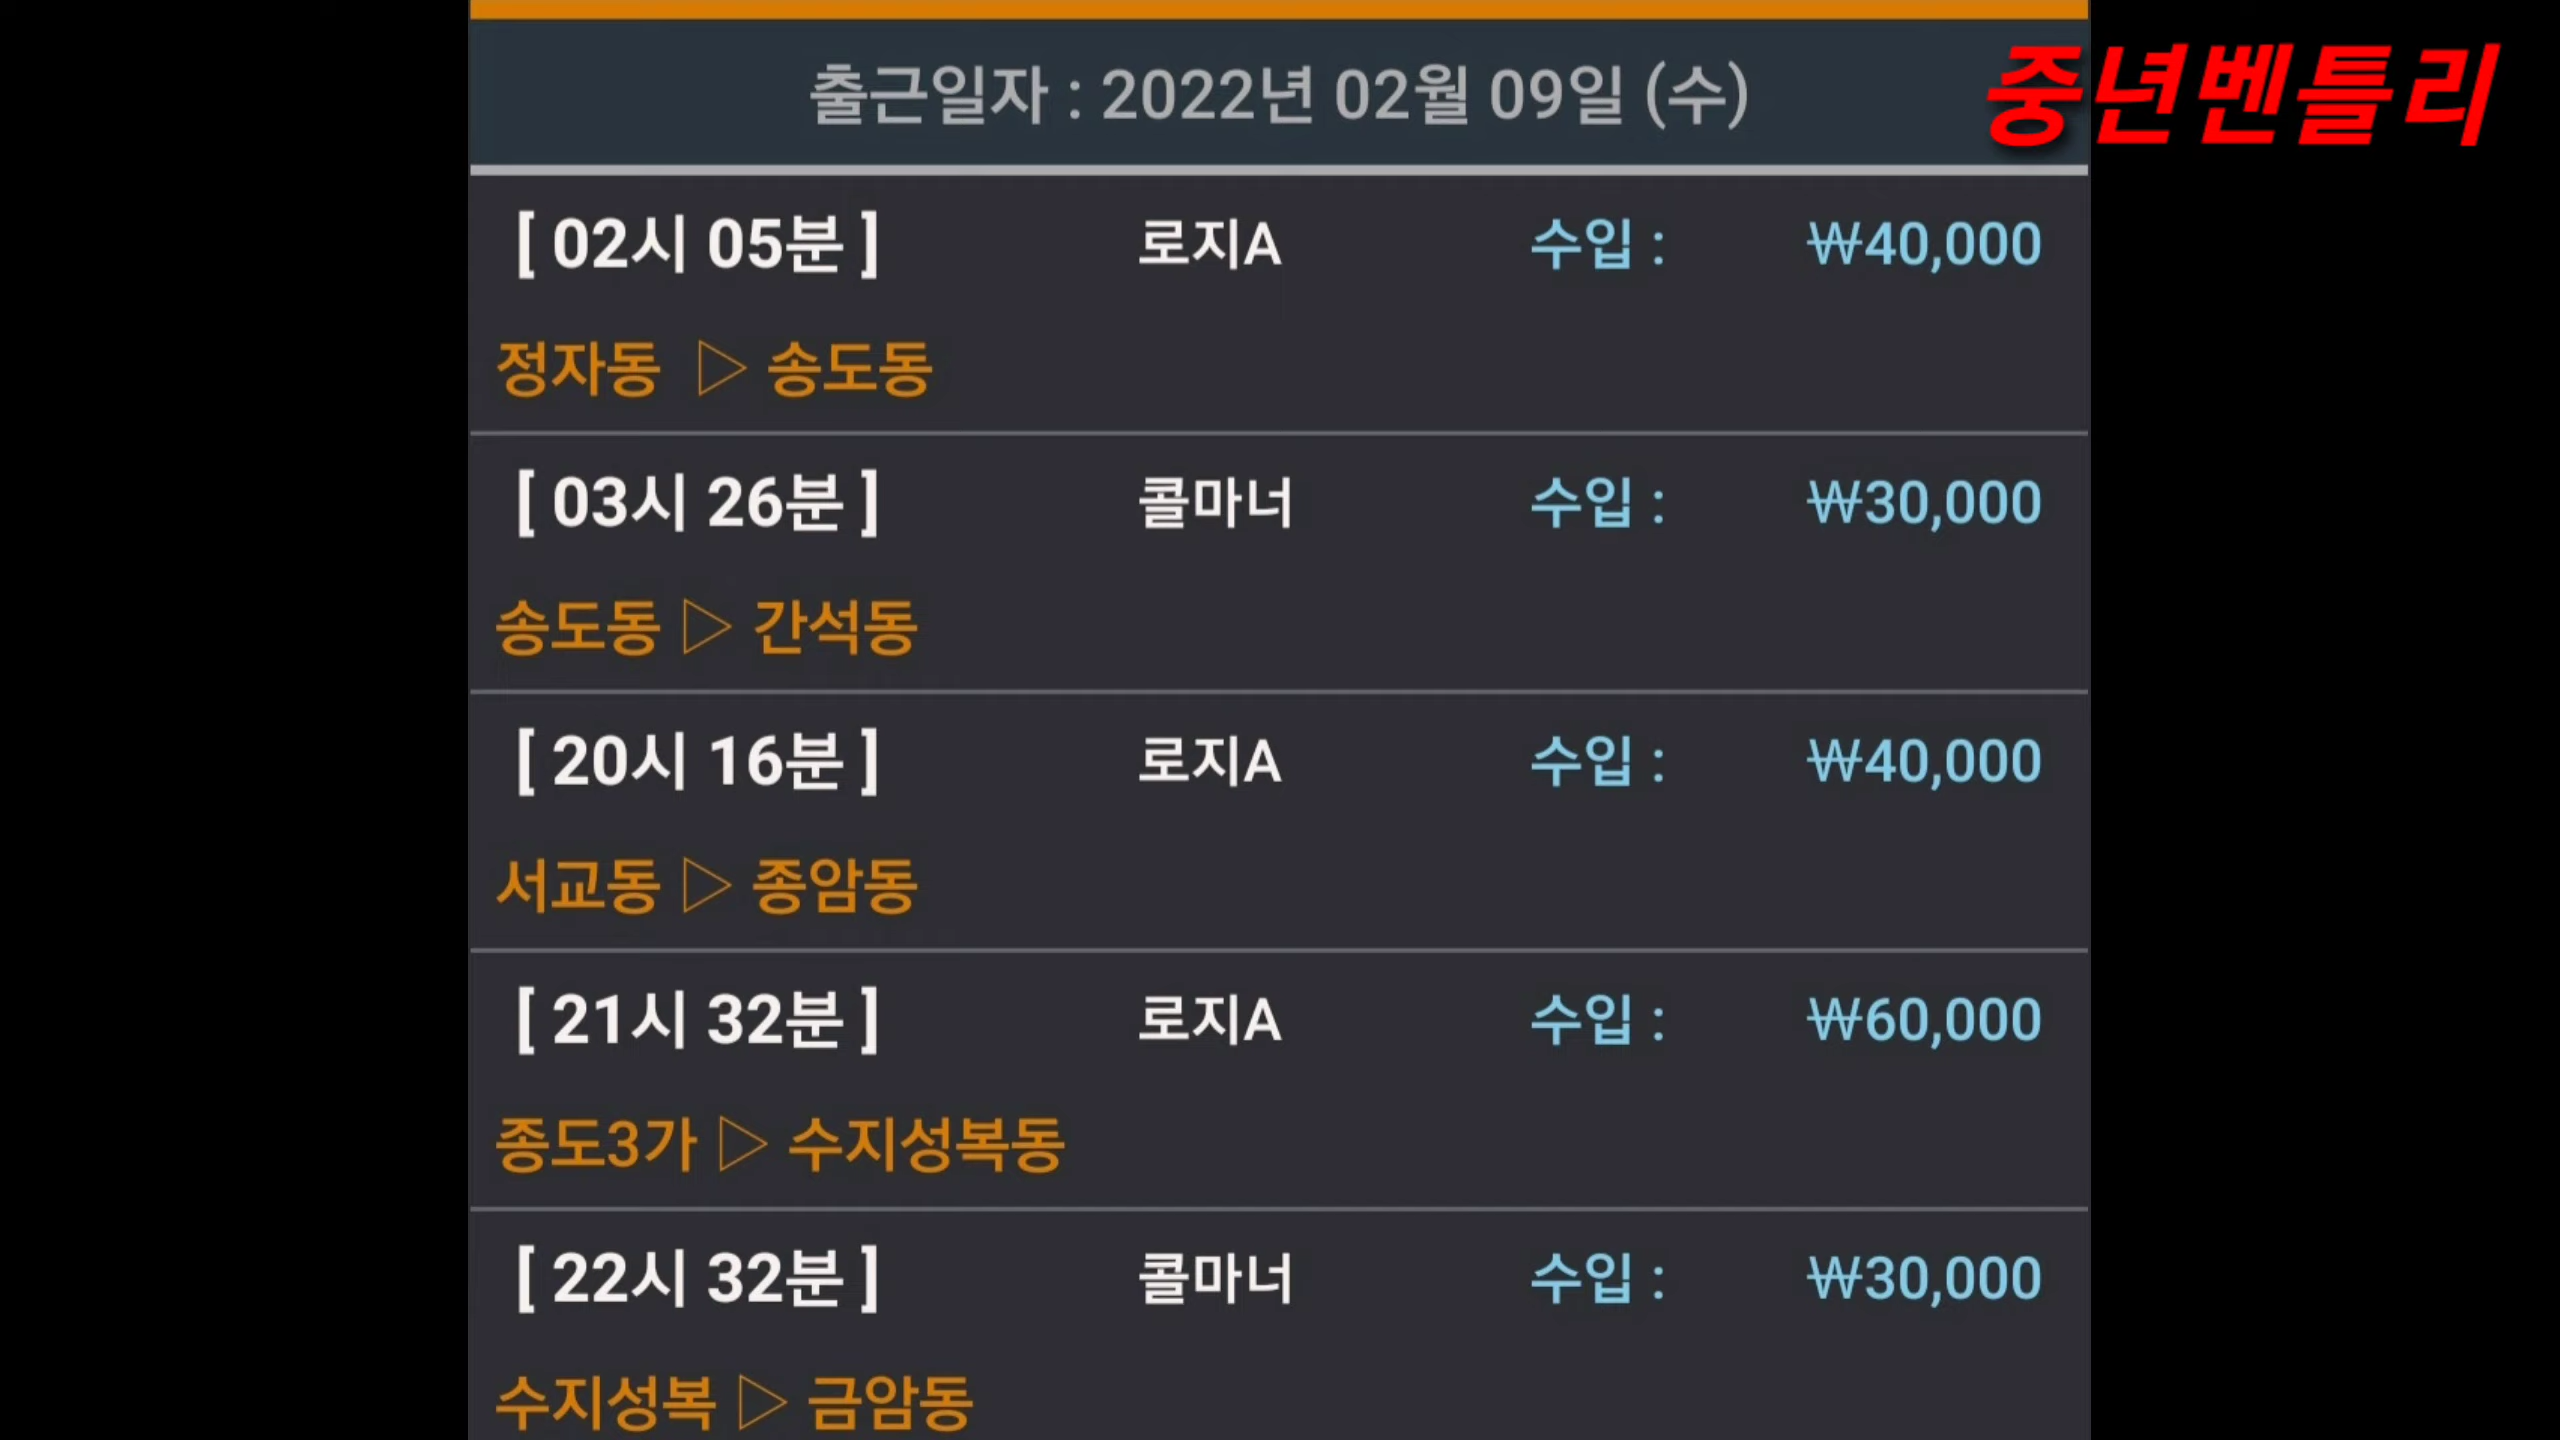 출근일자 : 2022년 02월 09일 (수)
중년벤틀리
[ 02시 05분 ] 로지A 수입 : ₩40,000
정자동 ▷ 송도동
[ 03시 26분 ] 콜마너 수입 : ₩30,000
송도동 ▷ 간석동
[ 20시 16분 ] 로지A 수입 : ₩40,000
서교동 ▷ 종암동
[ 21시 32분 ] 로지A 수입 : ₩60,000
종도3가 ▷ 수지성복동
[ 22시 32분 ] 콜마너 수입 : ₩30,000
수지성복 ▷ 금암동